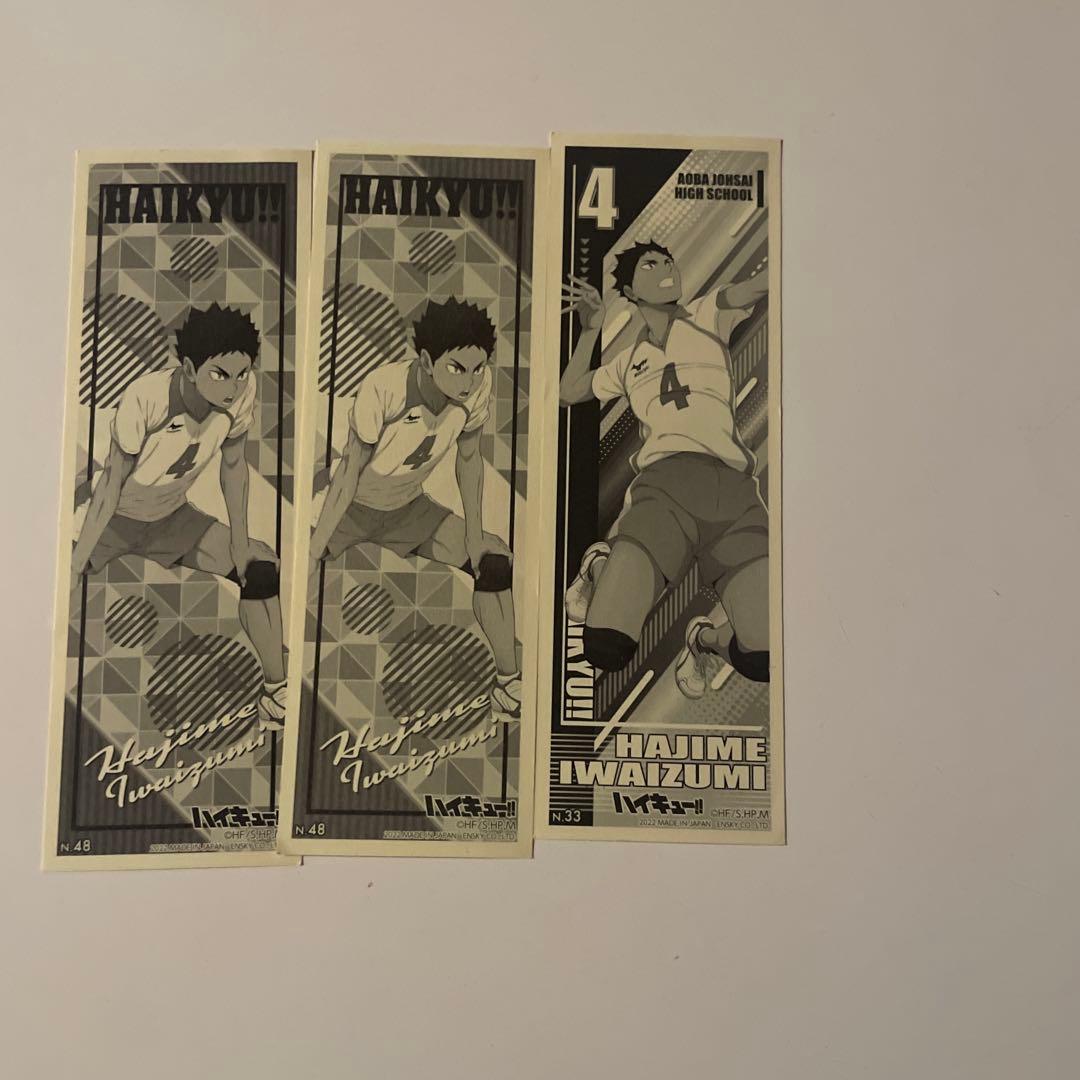 HAIKYU!!
4
Hajime
Iwaizumi
ハイキュー!!
©HF/S,HP,M
N.48
2022 MADE IN JAPAN ENSKY CO.,
HAIKYU!!
4
Hajime
Iwaizumi
ハイキュー!!
©HF/S,HP,M
N.48
2022 MADE IN JAPAN ENSKY CO.,LTD
4
AOBA JOHSAI
HIGH SCHOOL
4
IKYU!!
HAJIME
IWAIZUMI
ハイキュー!!
©HF/S,HP,M
N.33
2022 MADE IN JAPAN ENSKY CO.,LTD